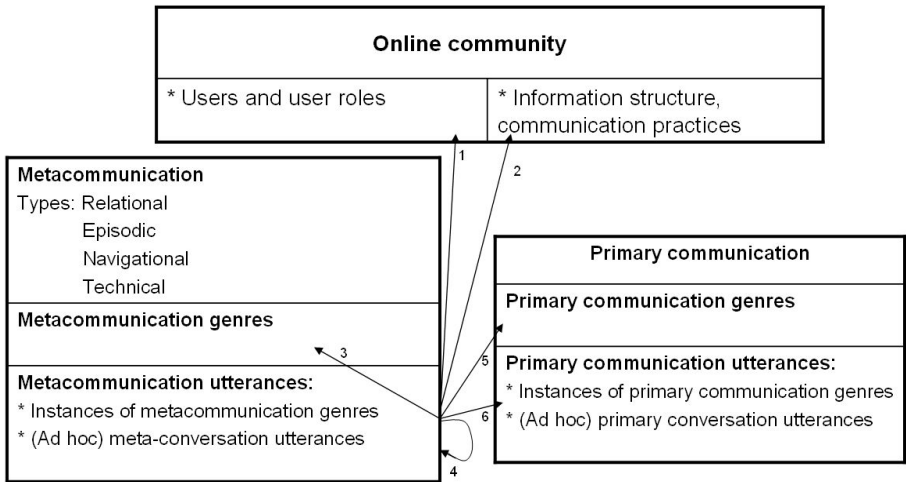 Online community
* Users and user roles
* Information structure,
communication practices
1
2
Metacommunication
Types: Relational
Episodic
Navigational
Technical
Metacommunication genres
3
Metacommunication utterances:
* Instances of metacommunication genres
* (Ad hoc) meta-conversation utterances
4
Primary communication
Primary communication genres
5
Primary communication utterances:
* Instances of primary communication genres
* (Ad hoc) primary conversation utterances
6